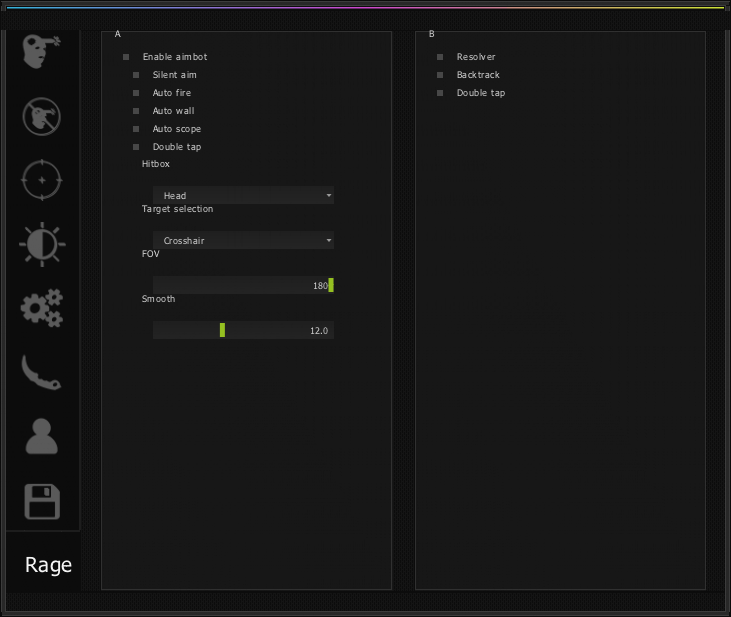 A
Enable aimbot
Silent aim
Auto fire
Auto wall
Auto scope
Double tap
Hitbox
Head
Target selection
Crosshair
FOV
180
Smooth
12.0
B
Resolver
Backtrack
Double tap
Rage